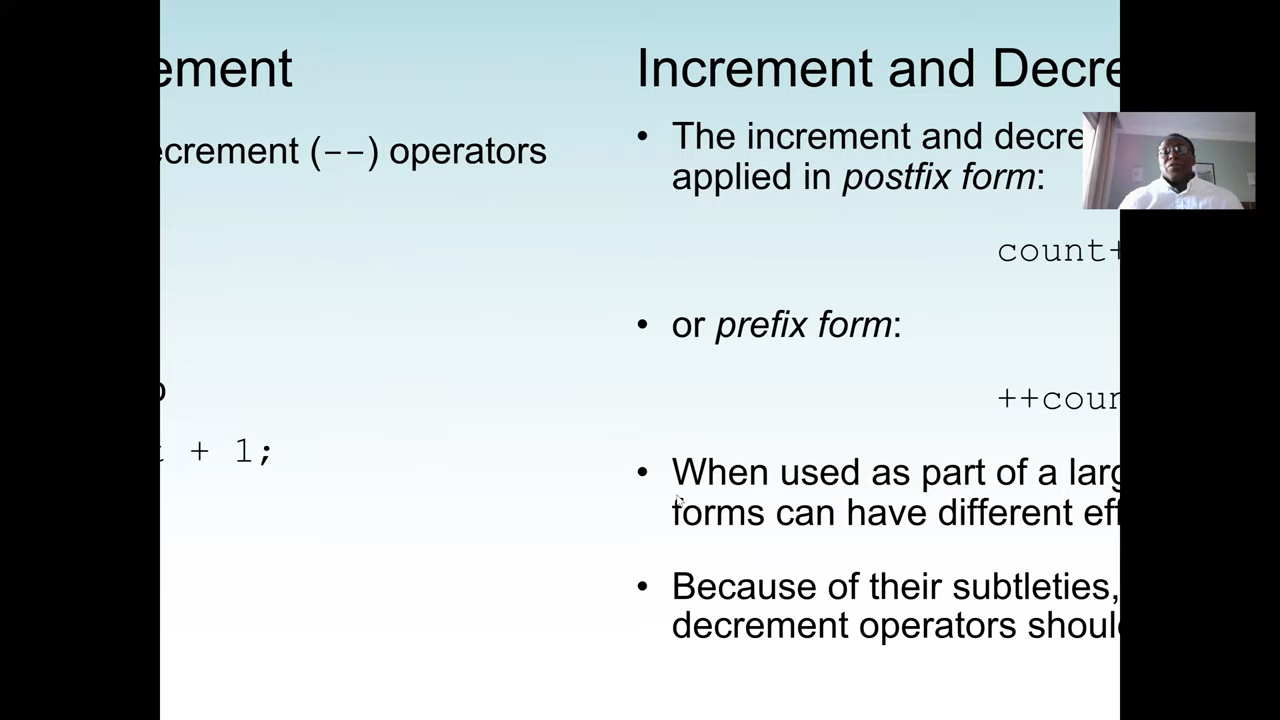 ement
ecrement (--) operators
+ 1;
Increment and Decre
• The increment and decre
applied in postfix form:
count+
• or prefix form:
++coun
• When used as part of a larg
forms can have different eff
• Because of their subtleties,
decrement operators should